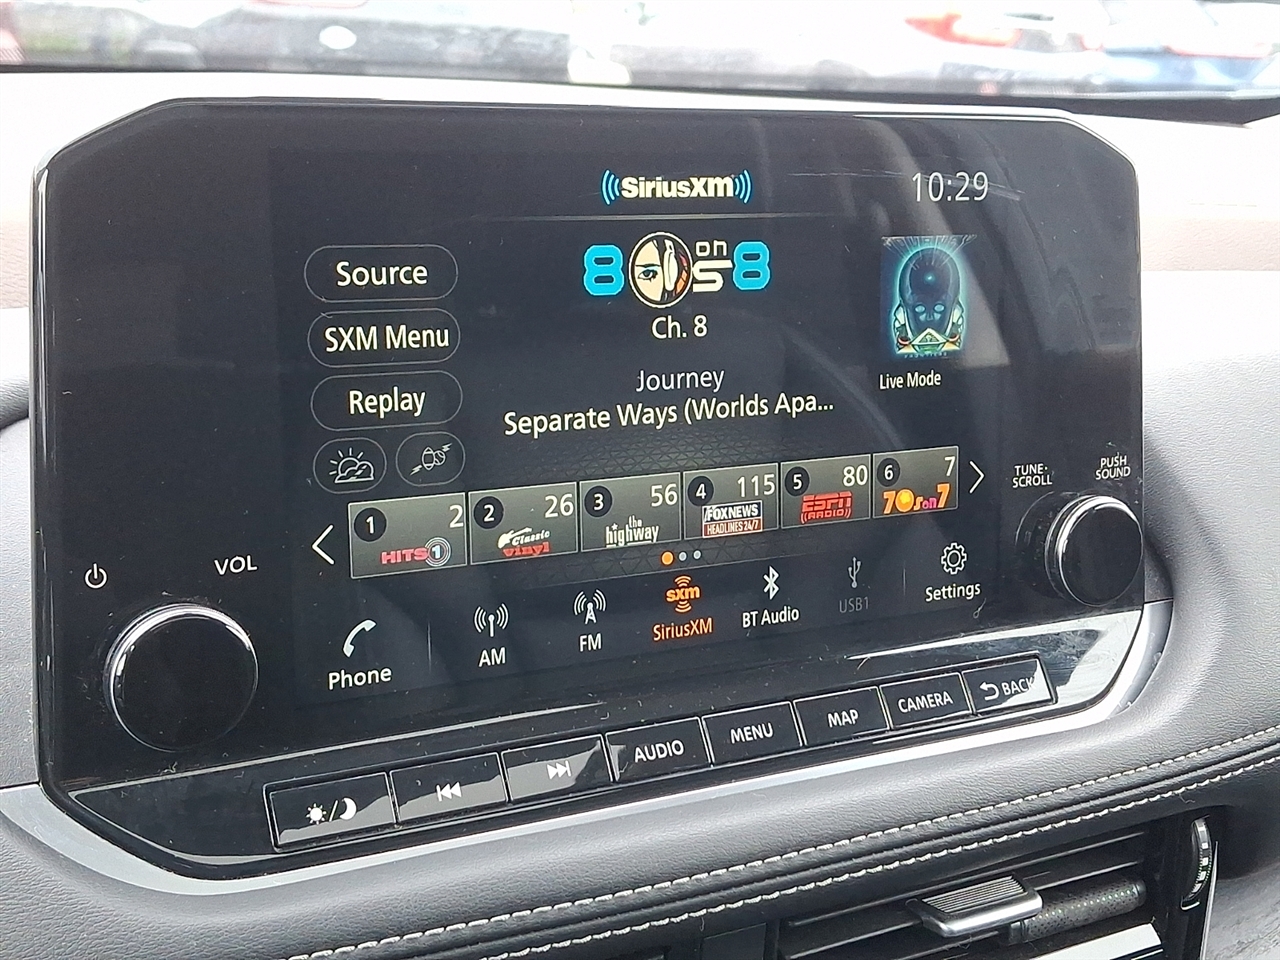 SiriusXM
10:29
Source
SXM Menu
Replay
8 on 8
Ch. 8
Journey
Separate Ways (Worlds Apa...
Live Mode
1 2 HITS 1
2 26 Classic Vinyl
3 56 the highway
4 115 FOX NEWS HEADLINES 24/7
5 80 ESPN RADIO
6 7 70s on 7
VOL
TUNE·
SCROLL
PUSH
SOUND
Phone
AM
FM
sxm
SiriusXM
BT Audio
USB1
Settings
AUDIO
MENU
MAP
CAMERA
BACK